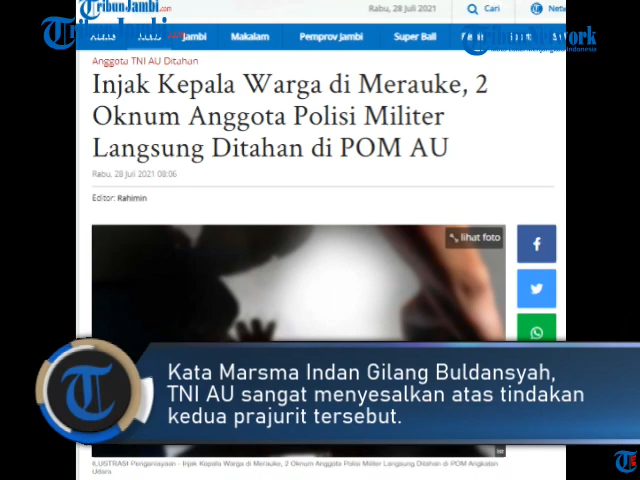 TribunJambi.com
Rabu, 28 Juli 2021
Cari
Jambi
Makalam
Pemprov Jambi
Super Ball
Anggota TNI AU Ditahan
Injak Kepala Warga di Merauke, 2
Oknum Anggota Polisi Militer
Langsung Ditahan di POM AU
Rabu, 28 Juli 2021 08:06
Editor: Rahimin
lihat foto
Kata Marsma Indan Gilang Buldansyah,
TNI AU sangat menyesalkan atas tindakan
kedua prajurit tersebut.
ILUSTRASI Penganiayaan - Injak Kepala Warga di Merauke, 2 Oknum Anggota Polisi Militer Langsung Ditahan di POM Angkatan
Udara